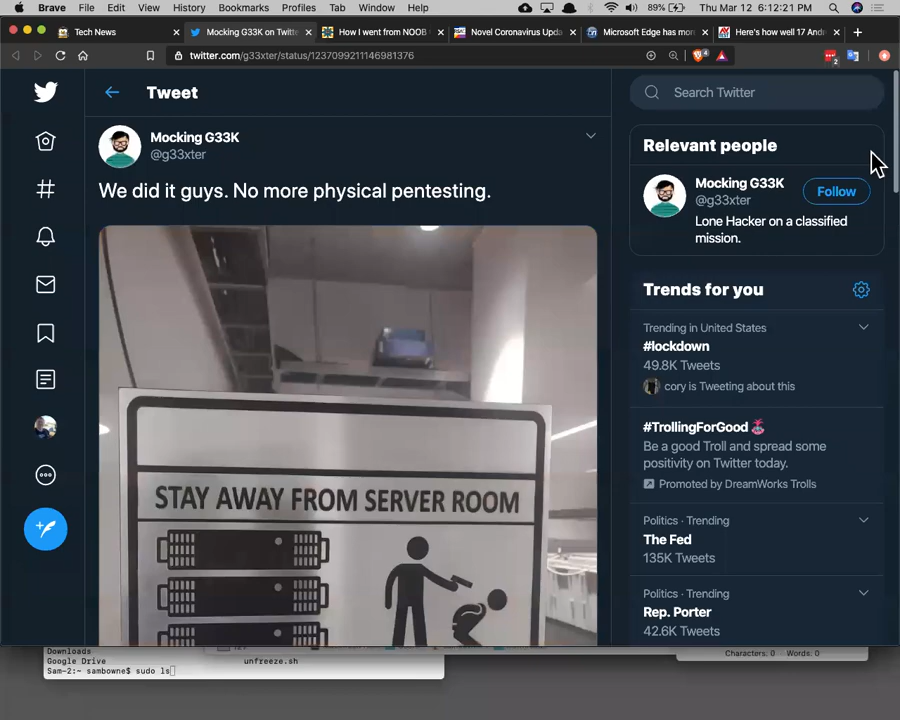 Brave File Edit View History Bookmarks Profiles Tab Window Help 89% Thu Mar 12 6:12:21 PM
Tech News × Mocking G33K on Twitte × How I went from NOOB × Novel Coronavirus Upda × Microsoft Edge has mor × Here's how well 17 Andr × +
twitter.com/g33xter/status/1237099211146981376
Tweet
Search Twitter
Mocking G33K
@g33xter
We did it guys. No more physical pentesting.
STAY AWAY FROM SERVER ROOM
Relevant people
Mocking G33K
@g33xter
Follow
Lone Hacker on a classified
mission.
Trends for you
Trending in United States
#lockdown
49.8K Tweets
cory is Tweeting about this
#TrollingForGood
Be a good Troll and spread some
positivity on Twitter today.
Promoted by DreamWorks Trolls
Politics · Trending
The Fed
135K Tweets
Politics · Trending
Rep. Porter
42.6K Tweets
Downloads
Google Drive unfreeze.sh
Sam-2:~ sambowne$ sudo ls
Characters: 0 Words: 0